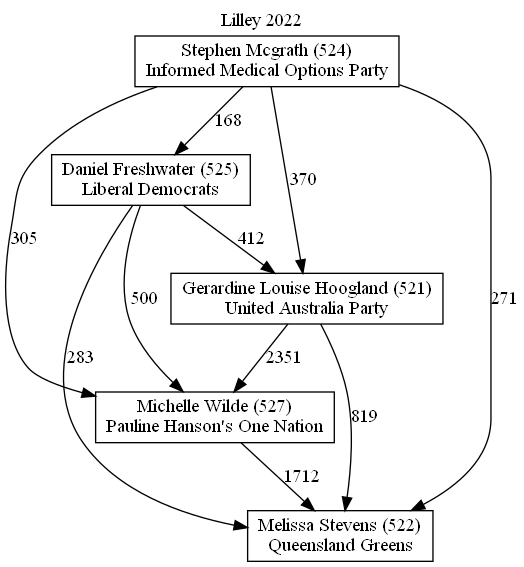 Lilley 2022
Stephen Mcgrath (524)
Informed Medical Options Party
168
Daniel Freshwater (525)
Liberal Democrats
370
305
412
Gerardine Louise Hoogland (521)
United Australia Party
500
271
283
2351
Michelle Wilde (527)
Pauline Hanson's One Nation
819
1712
Melissa Stevens (522)
Queensland Greens